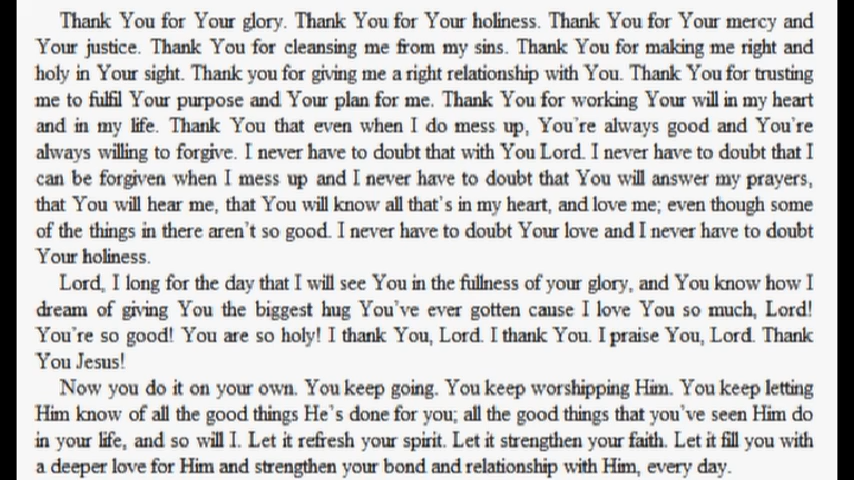 Thank You for Your glory. Thank You for Your holiness. Thank You for Your mercy and
Your justice. Thank You for cleansing me from my sins. Thank You for making me right and
holy in Your sight. Thank you for giving me a right relationship with You. Thank You for trusting
me to fulfil Your purpose and Your plan for me. Thank You for working Your will in my heart
and in my life. Thank You that even when I do mess up, You're always good and You're
always willing to forgive. I never have to doubt that with You Lord. I never have to doubt that I
can be forgiven when I mess up and I never have to doubt that You will answer my prayers,
that You will hear me, that You will know all that's in my heart, and love me; even though some
of the things in there aren't so good. I never have to doubt Your love and I never have to doubt
Your holiness.
Lord, I long for the day that I will see You in the fullness of your glory, and You know how I
dream of giving You the biggest hug You've ever gotten cause I love You so much, Lord!
You're so good! You are so holy! I thank You, Lord. I thank You. I praise You, Lord. Thank
You Jesus!
Now you do it on your own. You keep going. You keep worshipping Him. You keep letting
Him know of all the good things He's done for you; all the good things that you've seen Him do
in your life, and so will I. Let it refresh your spirit. Let it strengthen your faith. Let it fill you with
a deeper love for Him and strengthen your bond and relationship with Him, every day.